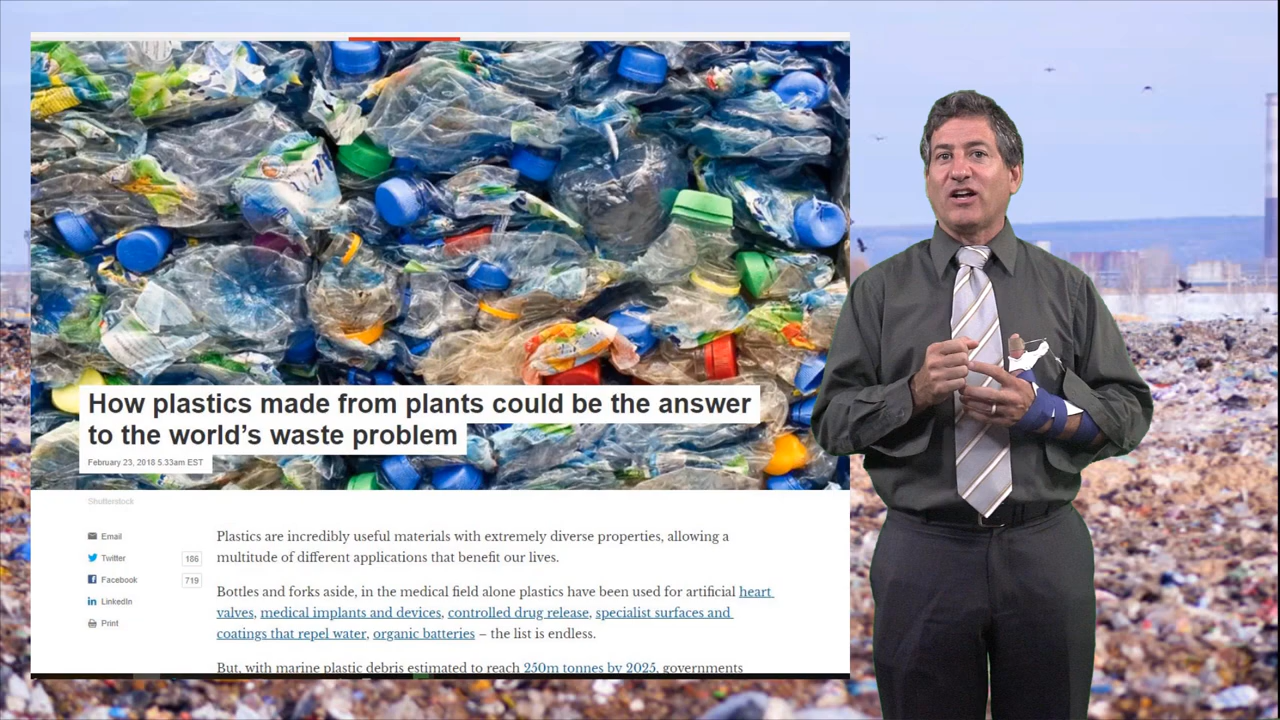 How plastics made from plants could be the answer
to the world's waste problem
February 23, 2018 5.33am EST
Shutterstock
Email
Twitter 186
Facebook 719
LinkedIn
Print
Plastics are incredibly useful materials with extremely diverse properties, allowing a
multitude of different applications that benefit our lives.
Bottles and forks aside, in the medical field alone plastics have been used for artificial heart
valves, medical implants and devices, controlled drug release, specialist surfaces and
coatings that repel water, organic batteries – the list is endless.
But, with marine plastic debris estimated to reach 250m tonnes by 2025, governments